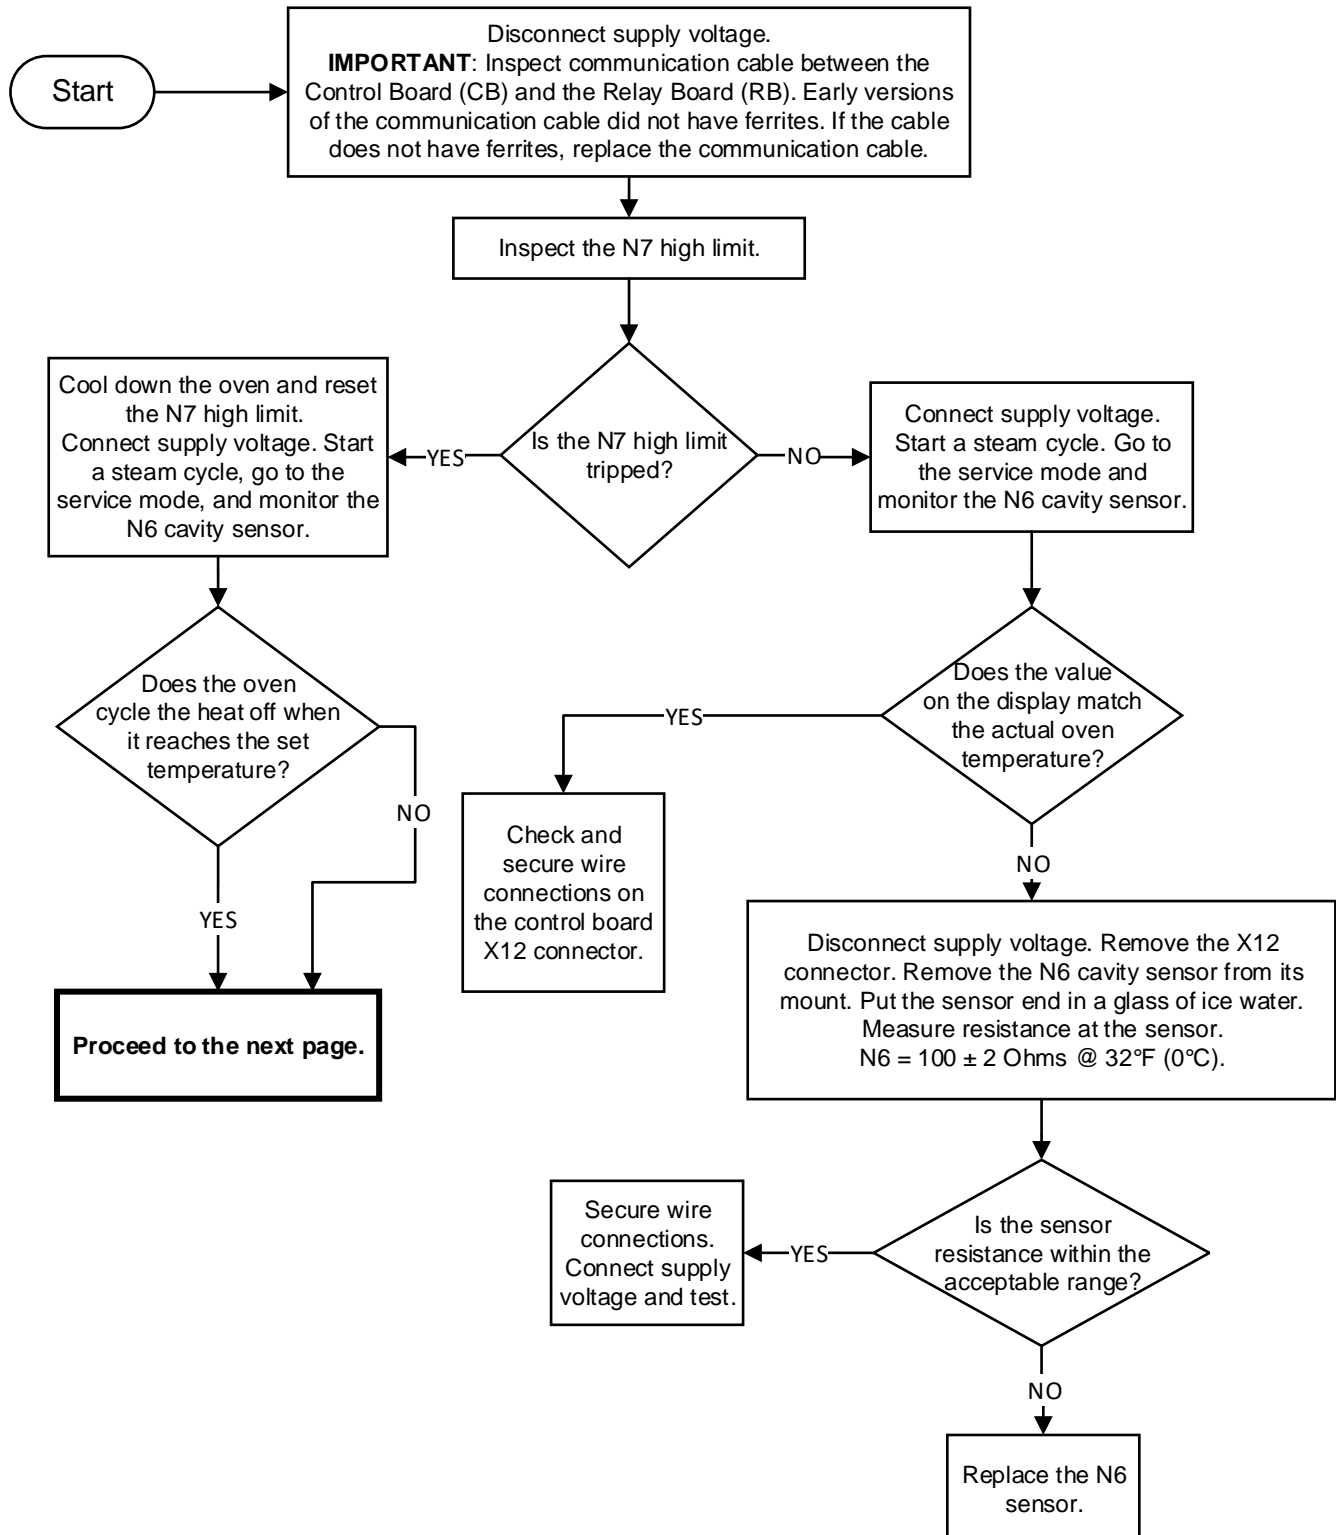 Start
Disconnect supply voltage.
IMPORTANT: Inspect communication cable between the
Control Board (CB) and the Relay Board (RB). Early versions
of the communication cable did not have ferrites. If the cable
does not have ferrites, replace the communication cable.
Inspect the N7 high limit.
Is the N7 high limit
tripped?
YES
NO
Cool down the oven and reset
the N7 high limit.
Connect supply voltage. Start
a steam cycle, go to the
service mode, and monitor the
N6 cavity sensor.
Connect supply voltage.
Start a steam cycle. Go to
the service mode and
monitor the N6 cavity sensor.
Does the oven
cycle the heat off when
it reaches the set
temperature?
NO
YES
Proceed to the next page.
Does the value
on the display match
the actual oven
temperature?
YES
NO
Check and
secure wire
connections on
the control board
X12 connector.
Disconnect supply voltage. Remove the X12
connector. Remove the N6 cavity sensor from its
mount. Put the sensor end in a glass of ice water.
Measure resistance at the sensor.
N6 = 100 ± 2 Ohms @ 32°F (0°C).
Is the sensor
resistance within the
acceptable range?
YES
NO
Secure wire
connections.
Connect supply
voltage and test.
Replace the N6
sensor.